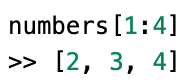 numbers[1:4]
>> [2, 3, 4]